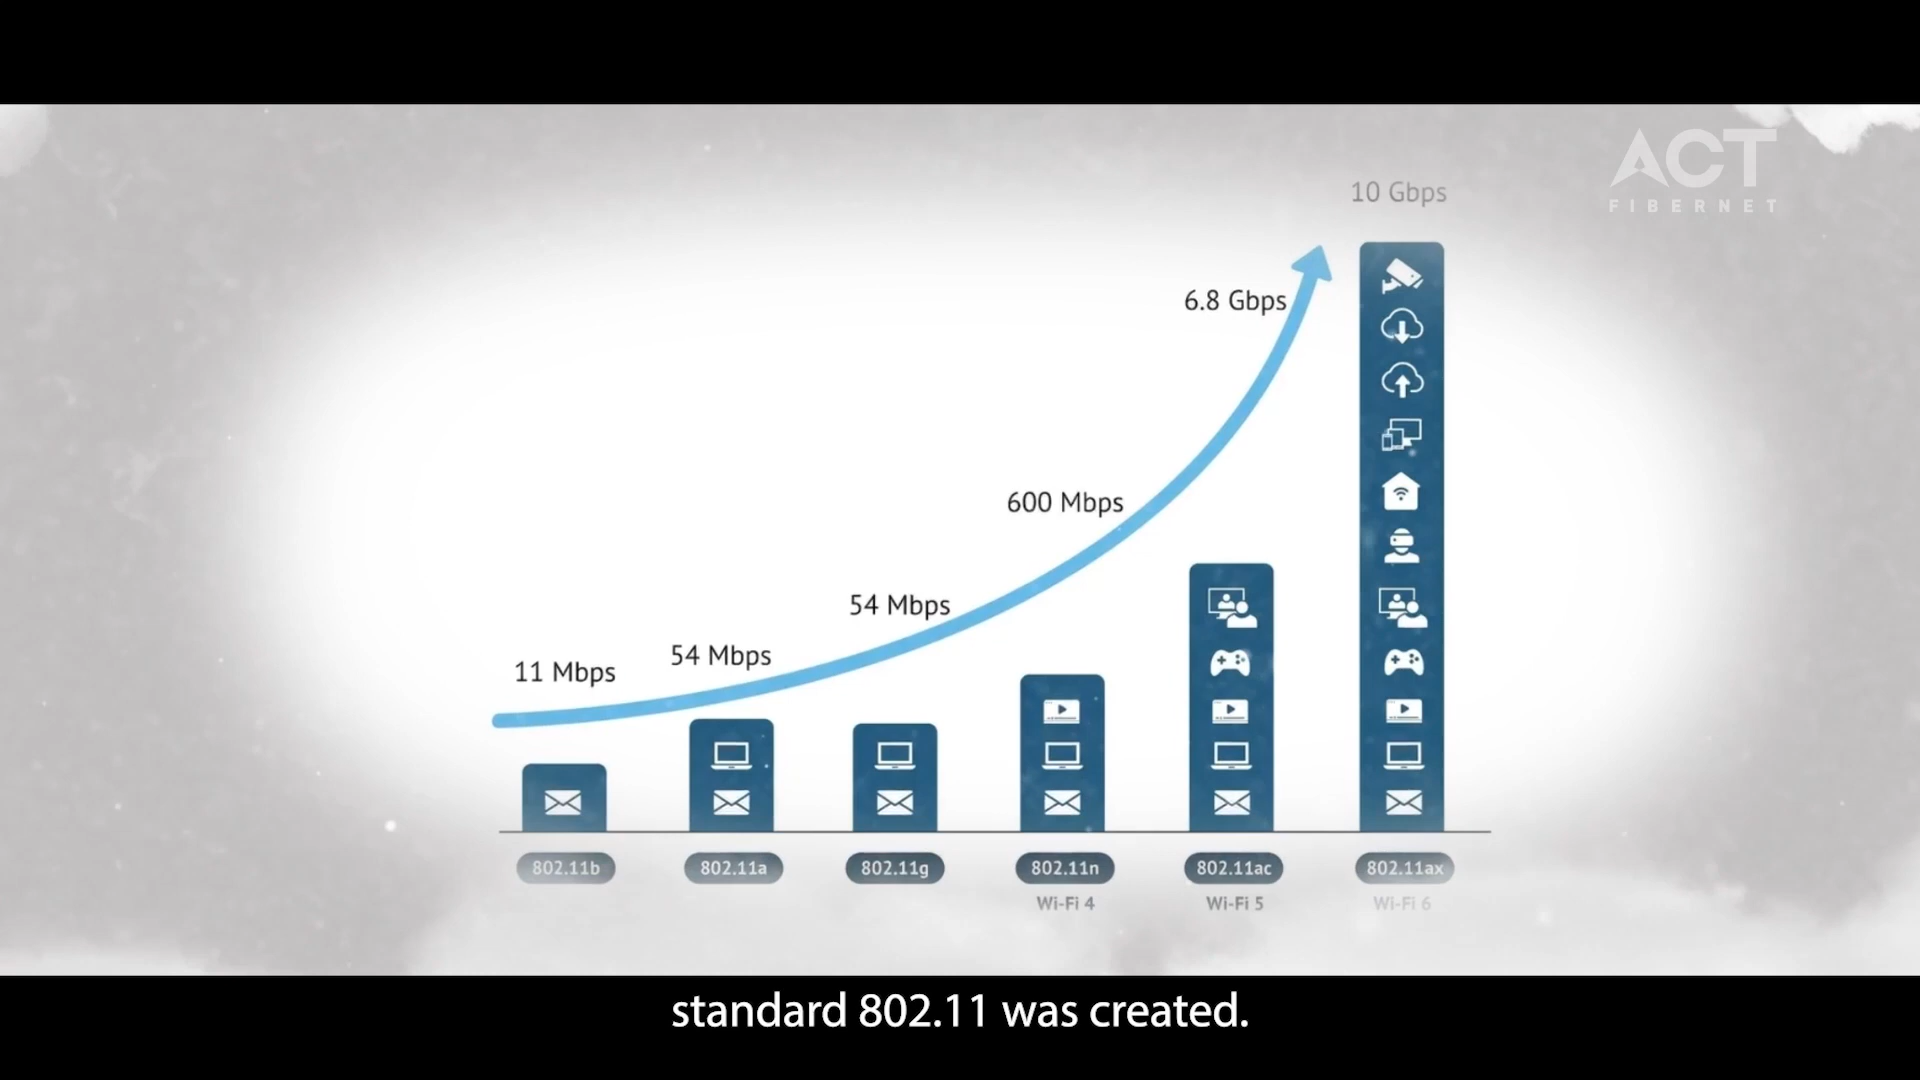 ACT
FIBERNET
10 Gbps
6.8 Gbps
600 Mbps
54 Mbps
54 Mbps
11 Mbps
802.11b
802.11a
802.11g
802.11n
802.11ac
802.11ax
Wi-Fi 4
Wi-Fi 5
Wi-Fi 6
standard 802.11 was created.